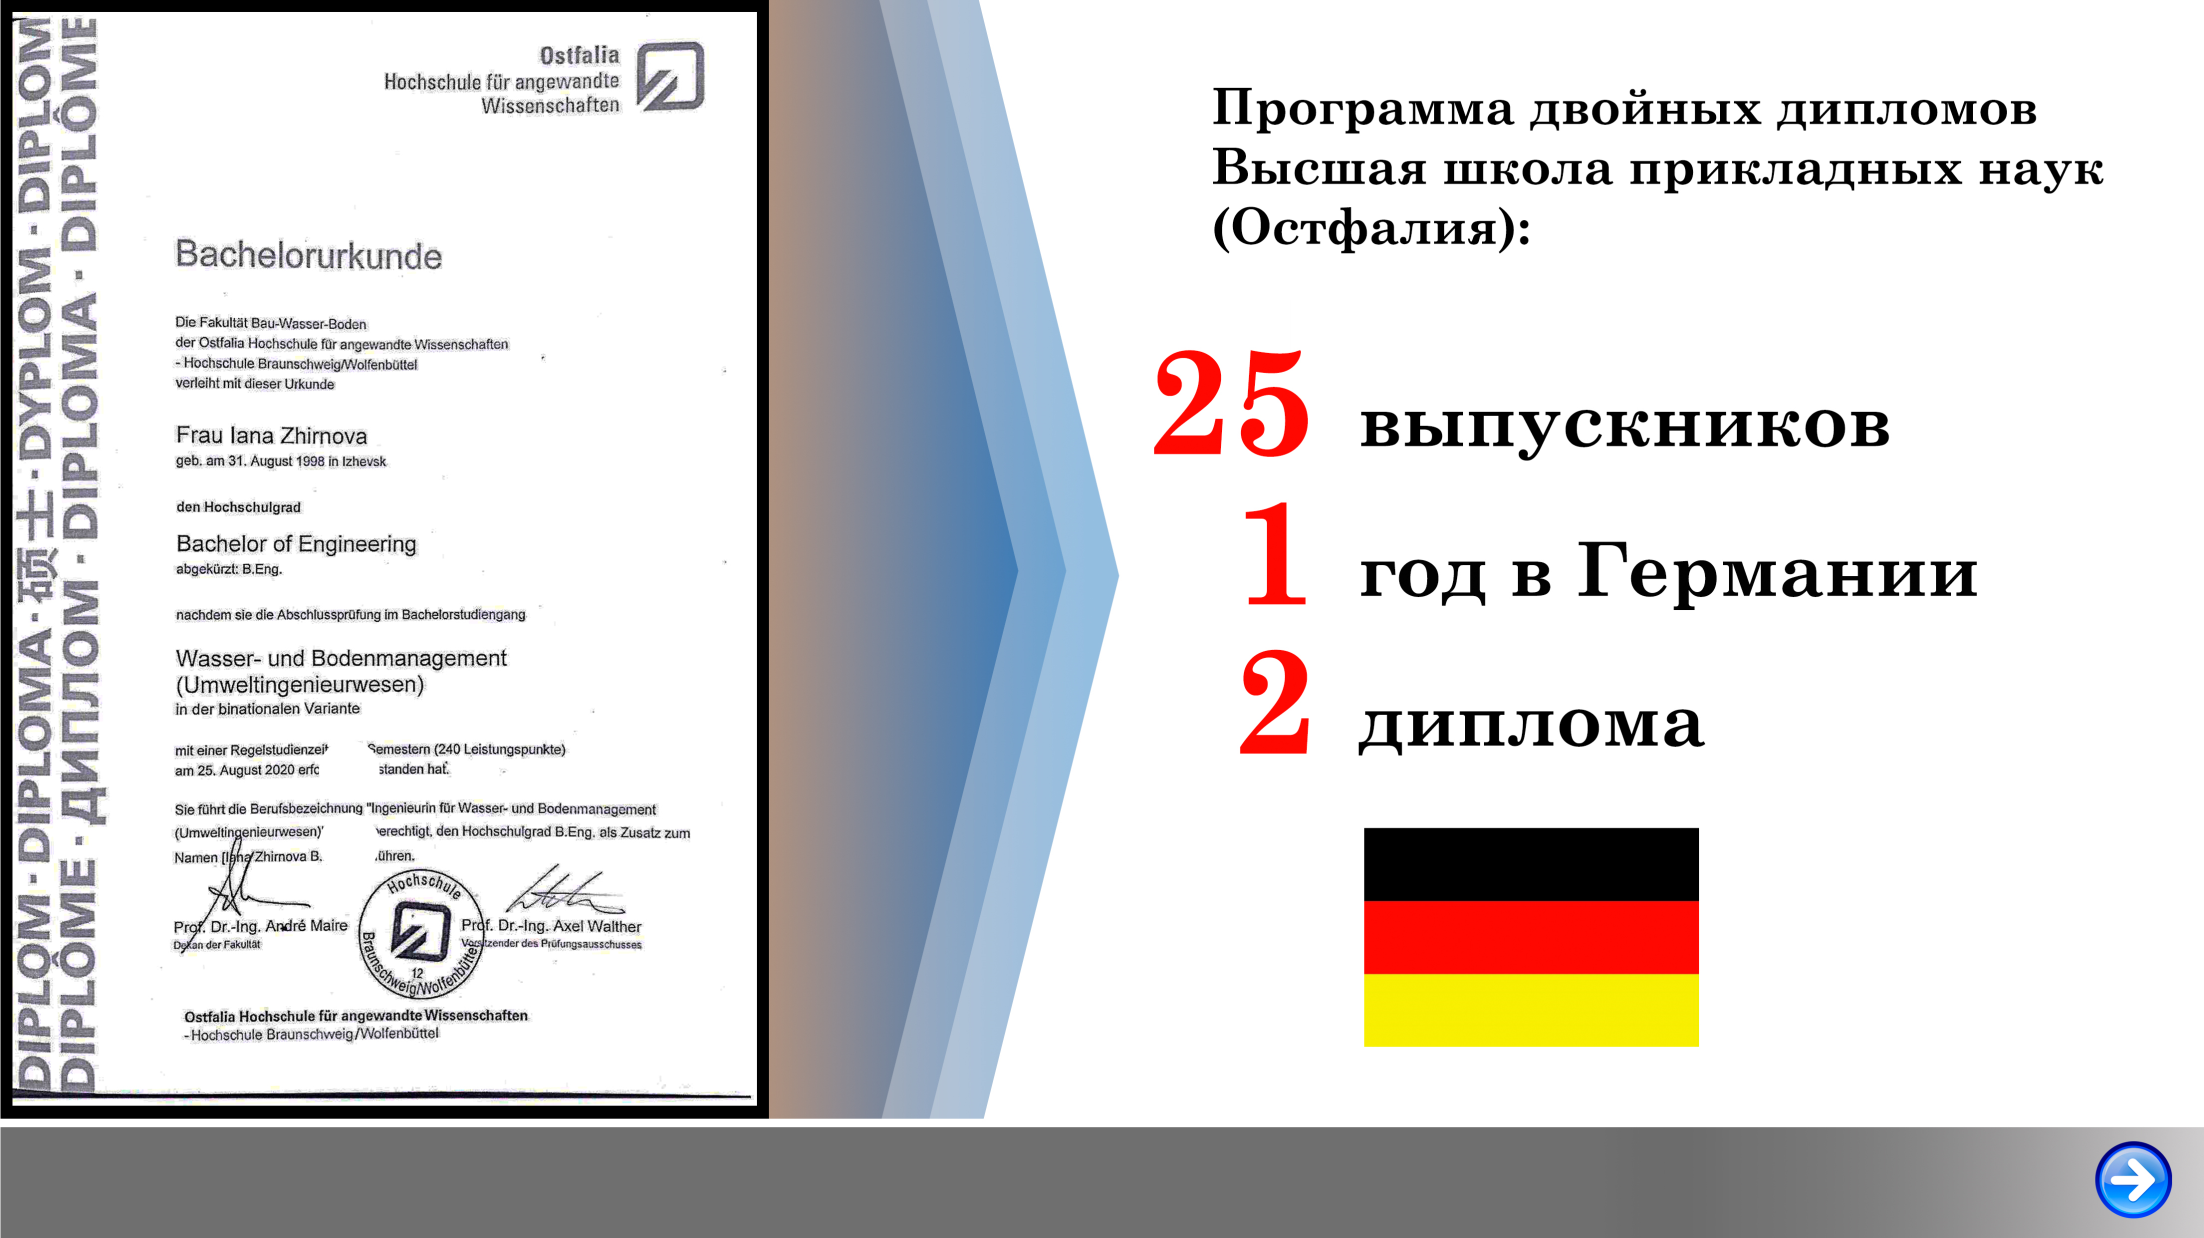 DIPLOM · DIPLOMA · 硕士 · DYPLOM · DIPLOM · DIPLOM
DIPLÔME · ДИПЛОМ · DIPLOMA · DIPLOMA · DIPLÔME
Ostfalia
Hochschule für angewandte
Wissenschaften
Bachelorurkunde
Die Fakultät Bau-Wasser-Boden
der Ostfalia Hochschule für angewandte Wissenschaften
- Hochschule Braunschweig/Wolfenbüttel
verleiht mit dieser Urkunde
Frau Iana Zhirnova
geb. am 31. August 1998 in Izhevsk
den Hochschulgrad
Bachelor of Engineering
abgekürzt: B.Eng.
nachdem sie die Abschlussprüfung im Bachelorstudiengang
Wasser- und Bodenmanagement
(Umweltingenieurwesen)
in der binationalen Variante
mit einer Regelstudienzeit Semestern (240 Leistungspunkte)
am 25. August 2020 erfo standen hat.
Sie führt die Berufsbezeichnung "Ingenieurin für Wasser- und Bodenmanagement
(Umweltingenieurwesen)" berechtigt, den Hochschulgrad B.Eng. als Zusatz zum
Namen [Iana Zhirnova B. ühren.
Prof. Dr.-Ing. André Maire
Dekan der Fakultät
Hochschule
12
Braunschweig/Wolfenbüttel
Prof. Dr.-Ing. Axel Walther
Vorsitzender des Prüfungsausschusses
Ostfalia Hochschule für angewandte Wissenschaften
- Hochschule Braunschweig/Wolfenbüttel
Программа двойных дипломов
Высшая школа прикладных наук
(Остфалия):
25 выпускников
1 год в Германии
2 диплома